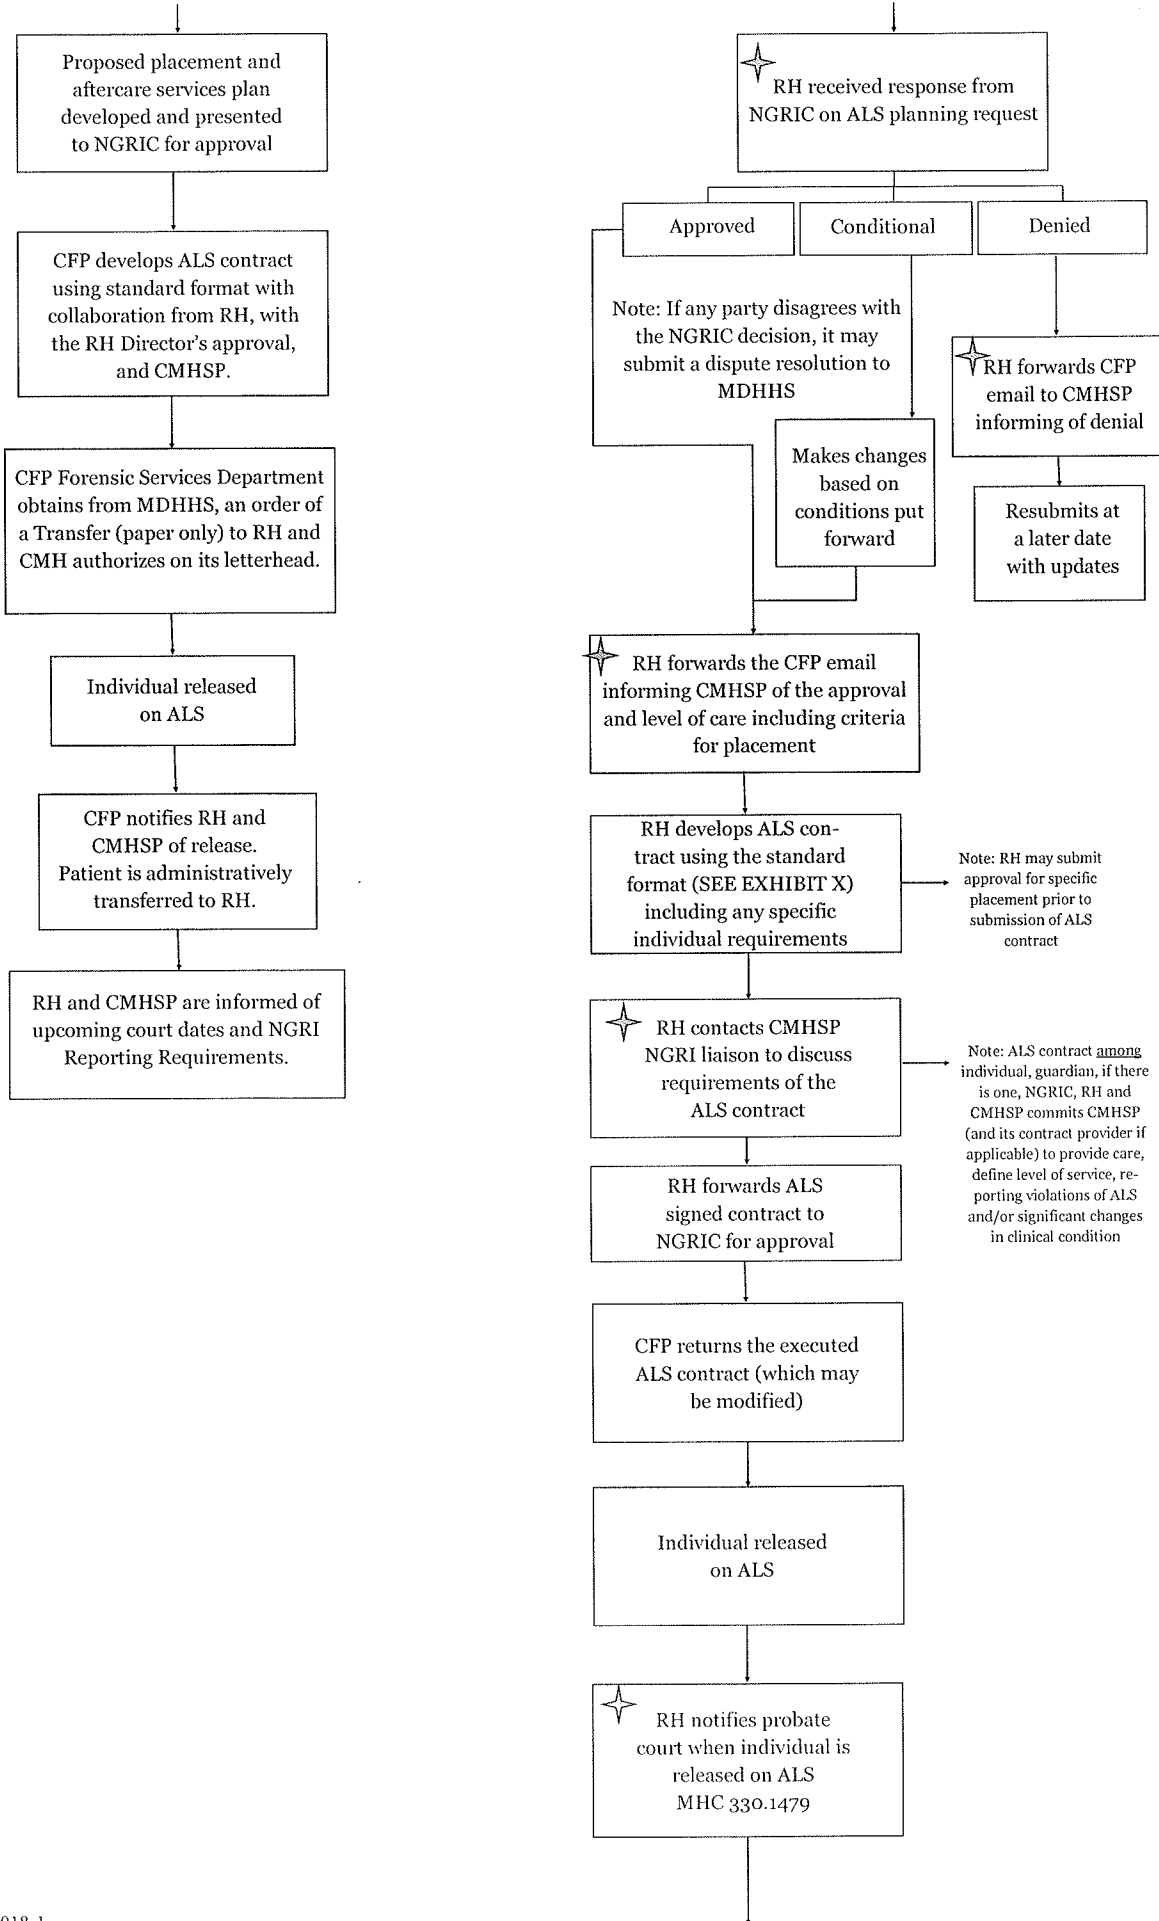 Proposed placement and
aftercare services plan
developed and presented
to NGRIC for approval
CFP develops ALS contract
using standard format with
collaboration from RH, with
the RH Director's approval,
and CMHSP.
CFP Forensic Services Department
obtains from MDHHS, an order of
a Transfer (paper only) to RH and
CMH authorizes on its letterhead.
Individual released
on ALS
CFP notifies RH and
CMHSP of release.
Patient is administratively
transferred to RH.
RH and CMHSP are informed of
upcoming court dates and NGRI
Reporting Requirements.
RH received response from
NGRIC on ALS planning request
Approved
Conditional
Denied
Note: If any party disagrees with
the NGRIC decision, it may
submit a dispute resolution to
MDHHS
RH forwards CFP
email to CMHSP
informing of denial
Makes changes
based on
conditions put
forward
Resubmits at
a later date
with updates
RH forwards the CFP email
informing CMHSP of the approval
and level of care including criteria
for placement
RH develops ALS con-
tract using the standard
format (SEE EXHIBIT X)
including any specific
individual requirements
Note: RH may submit
approval for specific
placement prior to
submission of ALS
contract
RH contacts CMHSP
NGRI liaison to discuss
requirements of the
ALS contract
Note: ALS contract among
individual, guardian, if there
is one, NGRIC, RH and
CMHSP commits CMHSP
(and its contract provider if
applicable) to provide care,
define level of service, re-
porting violations of ALS
and/or significant changes
in clinical condition
RH forwards ALS
signed contract to
NGRIC for approval
CFP returns the executed
ALS contract (which may
be modified)
Individual released
on ALS
RH notifies probate
court when individual is
released on ALS
MHC 330.1479